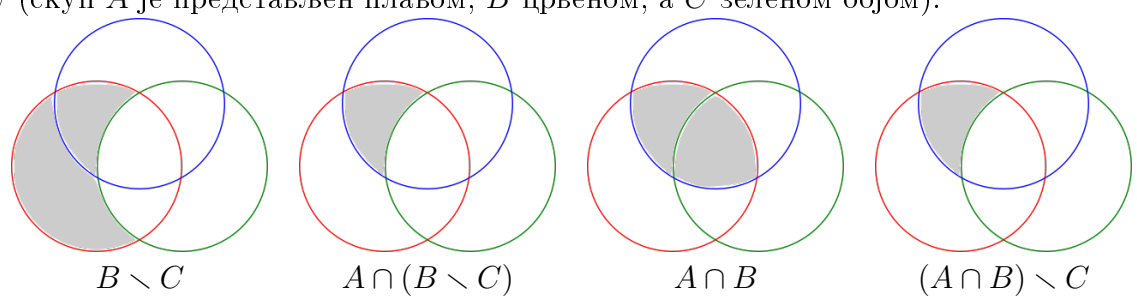 (скуп A је представљен плавом, B црвеном, а C зеленом бојом).
B ∖ C A ∩ (B ∖ C) A ∩ B (A ∩ B) ∖ C